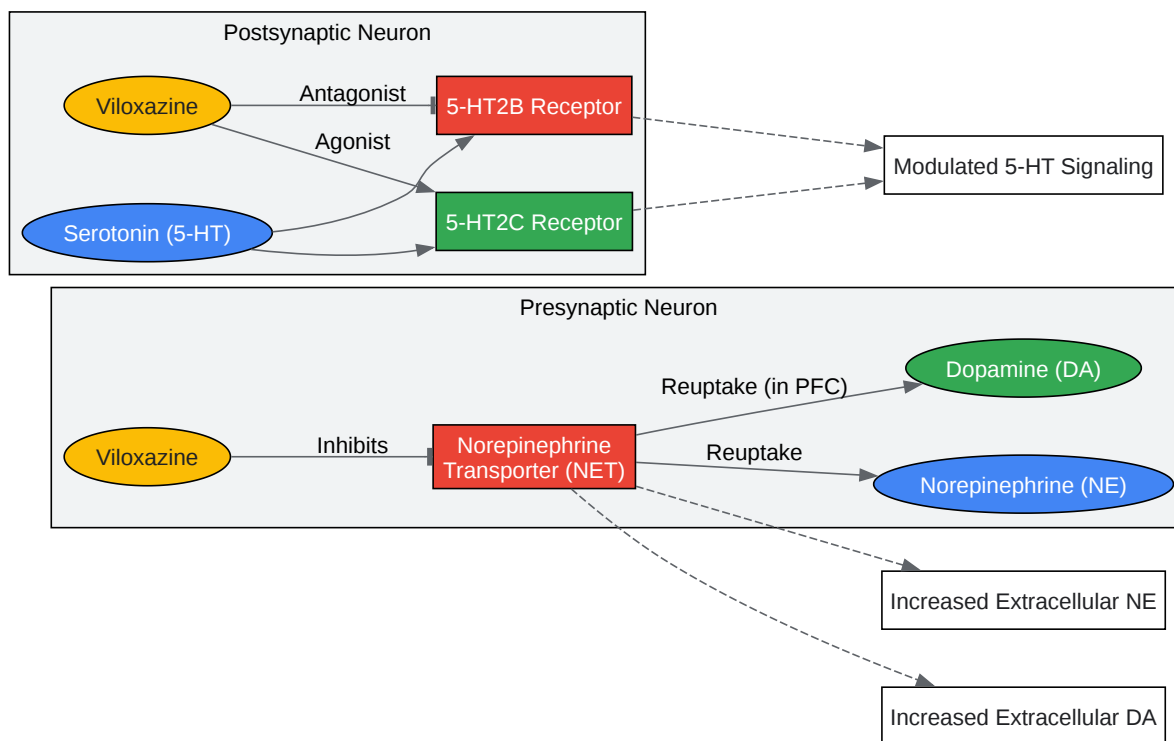 Postsynaptic Neuron
Viloxazine
Antagonist
5-HT2B Receptor
Agonist
Modulated 5-HT Signaling
Serotonin (5-HT)
5-HT2C Receptor
Presynaptic Neuron
Dopamine (DA)
Reuptake (in PFC)
Viloxazine
Inhibits
Norepinephrine
Transporter (NET)
Reuptake
Norepinephrine (NE)
Increased Extracellular NE
Increased Extracellular DA